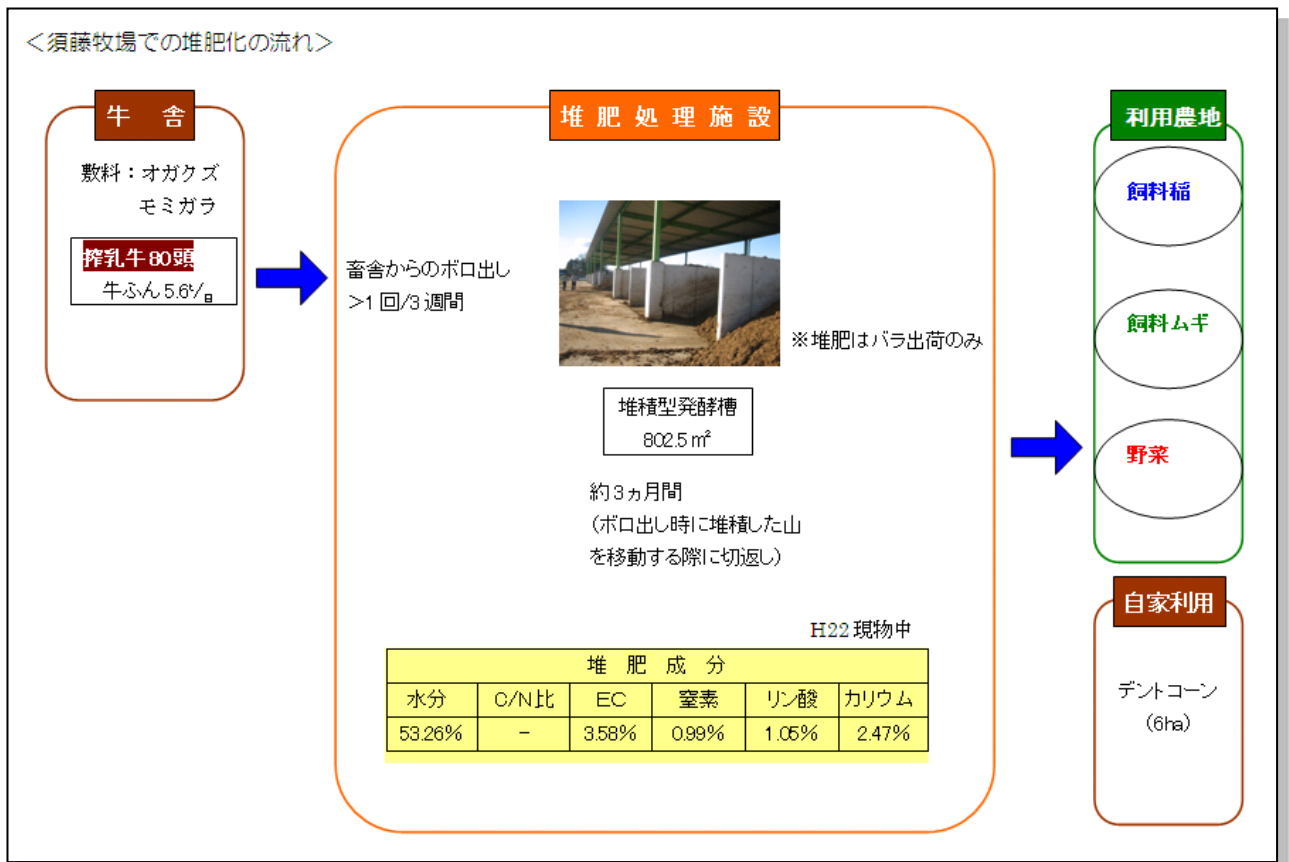 ＜須藤牧場での堆肥化の流れ＞
牛　舎
敷料：オガクズ
モミガラ
搾乳牛80頭
牛ふん5.6t/日
堆肥処理施設
畜舎からのボロ出し
＞1回/3週間
※堆肥はバラ出荷のみ
堆積型発酵槽
802.5㎡
約3ヵ月間
（ボロ出し時に堆積した山
を移動する際に切返し）
H22現物中
堆　肥　成　分
水分　C/N比　EC　窒素　リン酸　カリウム
53.26%　－　3.58%　0.99%　1.05%　2.47%
利用農地
飼料稲
飼料ムギ
野菜
自家利用
デントコーン
（6ha）